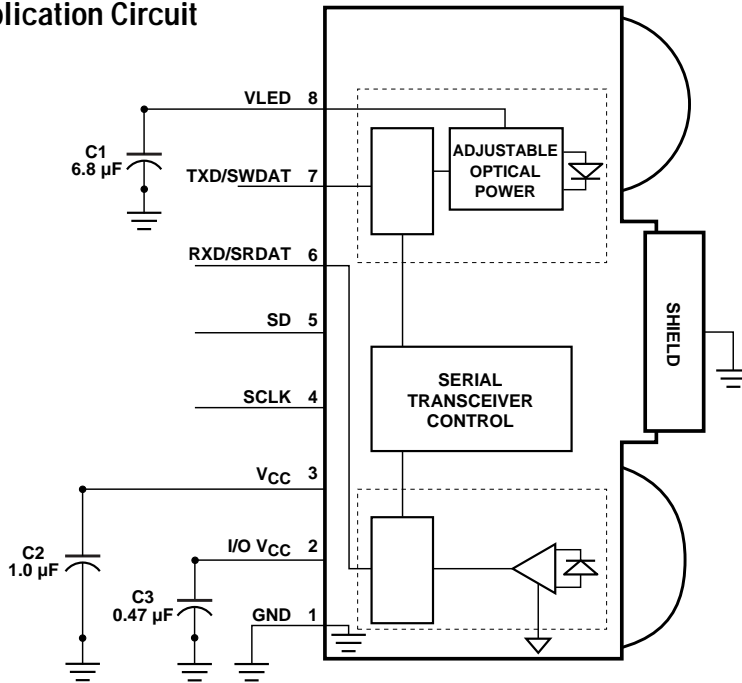 plication Circuit
VLED 8
C1
6.8 µF
TXD/SWDAT 7
ADJUSTABLE
OPTICAL
POWER
RXD/SRDAT 6
SD 5
SHIELD
SCLK 4
SERIAL
TRANSCEIVER
CONTROL
VCC 3
C2
1.0 µF
I/O VCC 2
C3
0.47 µF
GND 1